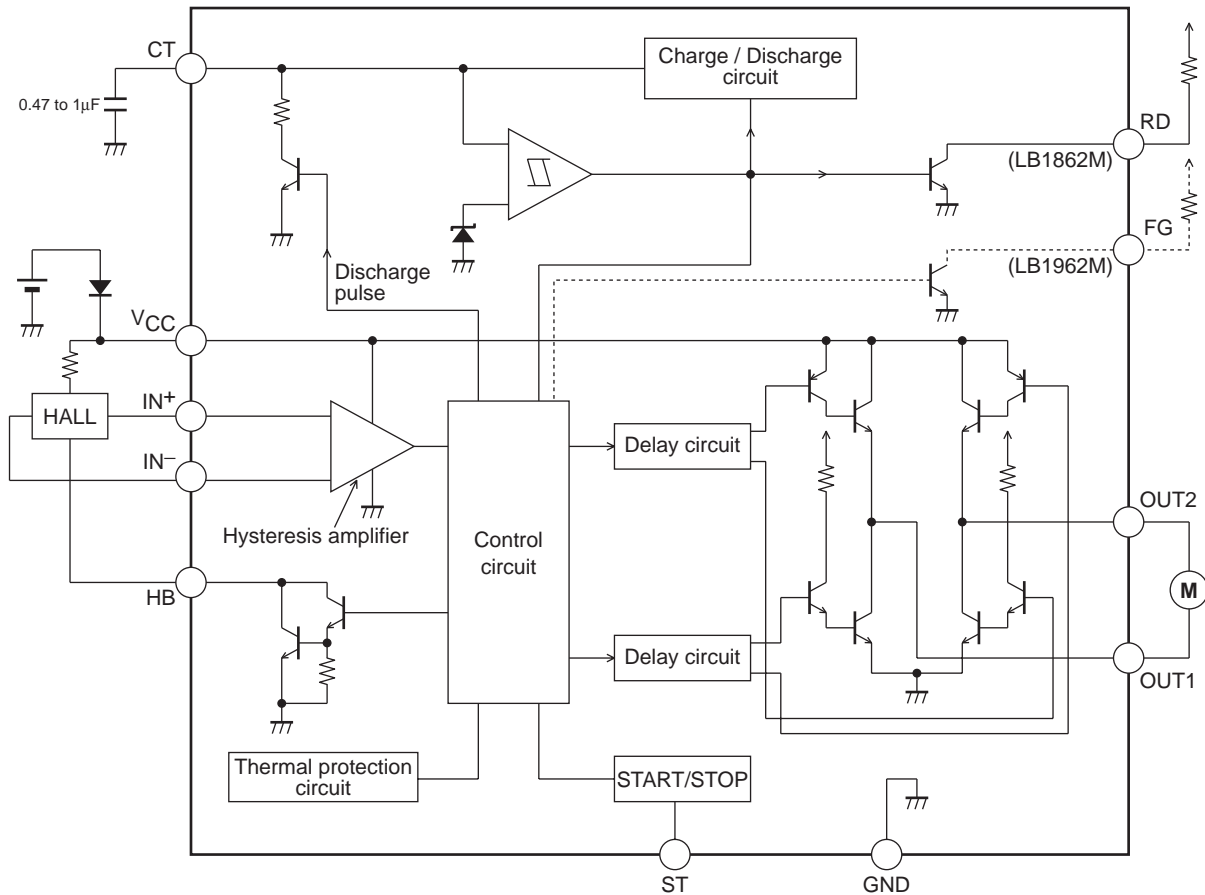 CT
Charge / Discharge
circuit
0.47 to 1µF
RD
(LB1862M)
FG
(LB1962M)
Discharge
pulse
VCC
IN+
HALL
IN−
Delay circuit
Hysteresis amplifier
Control
circuit
OUT2
M
HB
Delay circuit
OUT1
Thermal protection
circuit
START/STOP
ST
GND